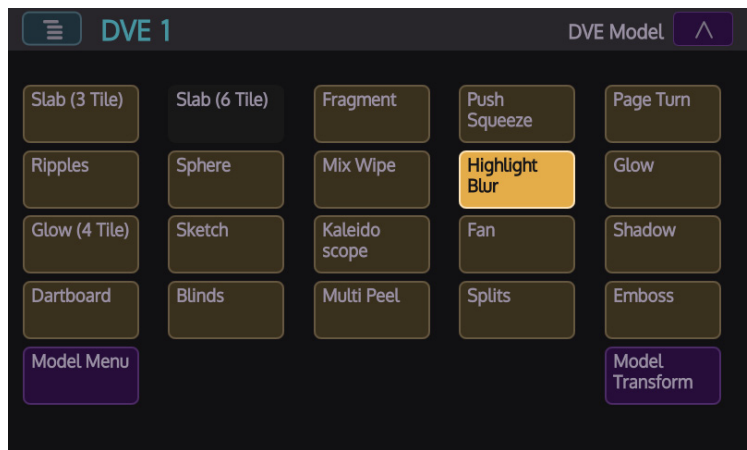 DVE 1
DVE Model
Slab (3 Tile)
Slab (6 Tile)
Fragment
Push
Squeeze
Page Turn
Ripples
Sphere
Mix Wipe
Highlight
Blur
Glow
Glow (4 Tile)
Sketch
Kaleido
scope
Fan
Shadow
Dartboard
Blinds
Multi Peel
Splits
Emboss
Model Menu
Model
Transform